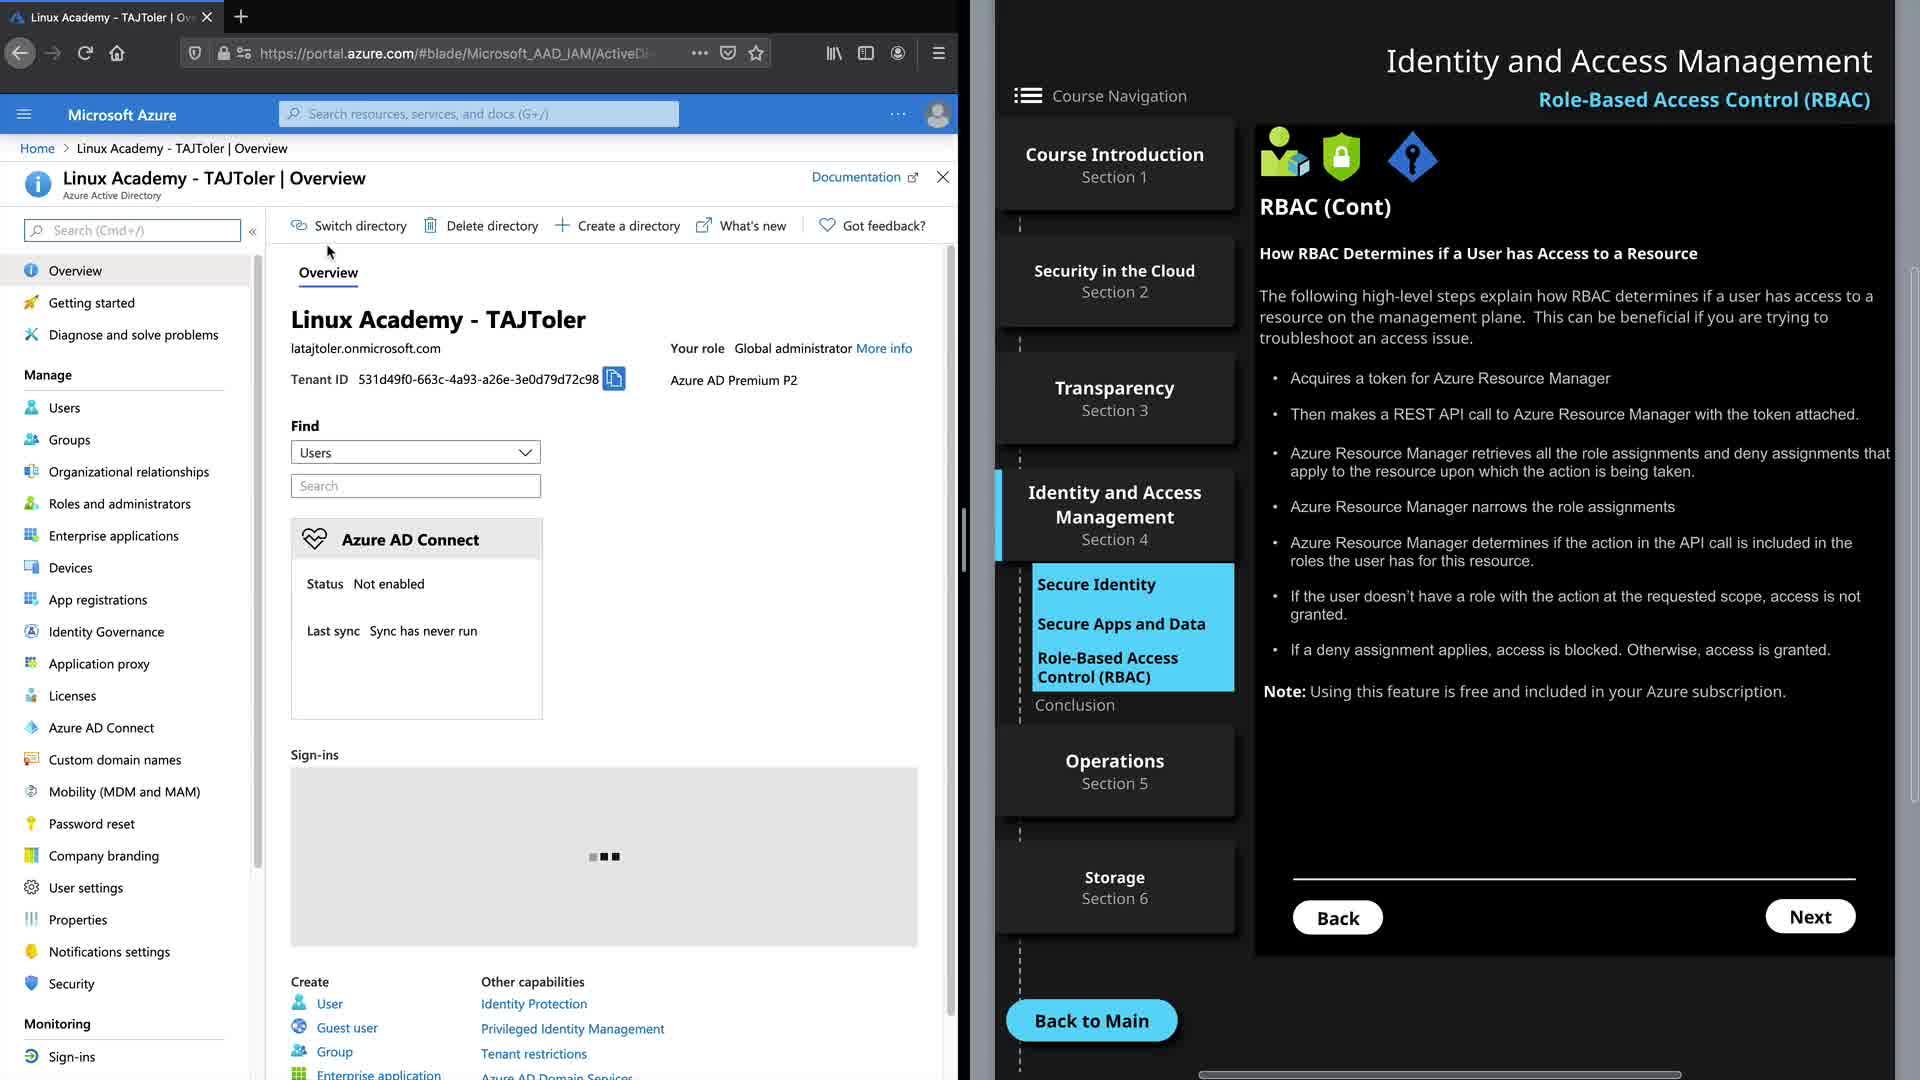 Linux Academy - TAJToler | Ov
https://portal.azure.com/#blade/Microsoft_AAD_IAM/ActiveDi
Microsoft Azure
Search resources, services, and docs (G+/)
Home > Linux Academy - TAJToler | Overview
Linux Academy - TAJToler | Overview
Azure Active Directory
Documentation
Search (Cmd+/)
Switch directory
Delete directory
Create a directory
What's new
Got feedback?
Overview
Getting started
Diagnose and solve problems
Manage
Users
Groups
Organizational relationships
Roles and administrators
Enterprise applications
Devices
App registrations
Identity Governance
Application proxy
Licenses
Azure AD Connect
Custom domain names
Mobility (MDM and MAM)
Password reset
Company branding
User settings
Properties
Notifications settings
Security
Monitoring
Sign-ins
Overview
Linux Academy - TAJToler
latajtoler.onmicrosoft.com
Your role Global administrator More info
Tenant ID 531d49f0-663c-4a93-a26e-3e0d79d72c98
Azure AD Premium P2
Find
Users
Search
Azure AD Connect
Status Not enabled
Last sync Sync has never run
Sign-ins
Create
User
Guest user
Group
Enterprise application
Other capabilities
Identity Protection
Privileged Identity Management
Tenant restrictions
Azure AD Domain Services
Identity and Access Management
Role-Based Access Control (RBAC)
Course Navigation
Course Introduction
Section 1
Security in the Cloud
Section 2
Transparency
Section 3
Identity and Access
Management
Section 4
Secure Identity
Secure Apps and Data
Role-Based Access
Control (RBAC)
Conclusion
Operations
Section 5
Storage
Section 6
Back to Main
RBAC (Cont)
How RBAC Determines if a User has Access to a Resource
The following high-level steps explain how RBAC determines if a user has access to a
resource on the management plane. This can be beneficial if you are trying to
troubleshoot an access issue.
• Acquires a token for Azure Resource Manager
• Then makes a REST API call to Azure Resource Manager with the token attached.
• Azure Resource Manager retrieves all the role assignments and deny assignments that
apply to the resource upon which the action is being taken.
• Azure Resource Manager narrows the role assignments
• Azure Resource Manager determines if the action in the API call is included in the
roles the user has for this resource.
• If the user doesn't have a role with the action at the requested scope, access is not
granted.
• If a deny assignment applies, access is blocked. Otherwise, access is granted.
Note: Using this feature is free and included in your Azure subscription.
Back
Next